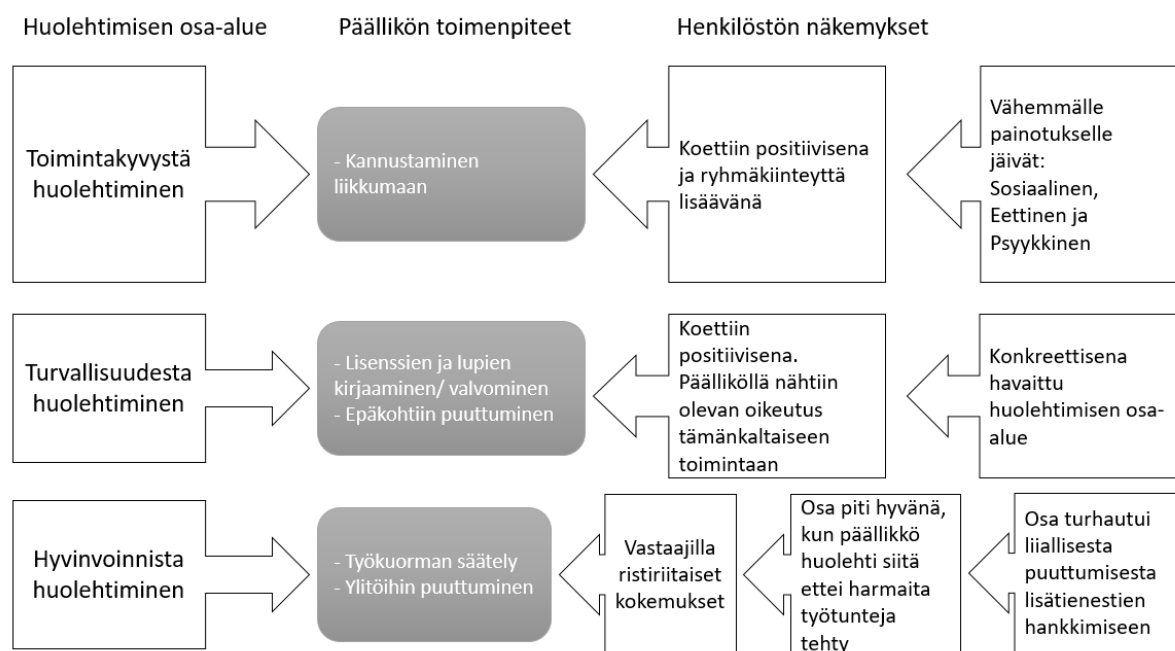 Huolehtimisen osa-alue
Päällikön toimenpiteet
Henkilöstön näkemykset
Toimintakyvystä
huolehtiminen
- Kannustaminen
liikkumaan
Koettiin positiivisena
ja ryhmäkiinteyttä
lisäävänä
Vähemmälle
painotukselle
jäivät:
Sosiaalinen,
Eettinen ja
Psyykkinen
Turvallisuudesta
huolehtiminen
- Lisenssien ja lupien
kirjaaminen/ valvominen
- Epäkohtiin puuttuminen
Koettiin
positiivisena.
Päälliköllä nähtiin
olevan oikeutus
tämänkaltaiseen
toimintaan
Konkreettisena
havaittu
huolehtimisen osa-
alue
Hyvinvoinnista
huolehtiminen
- Työkuorman säätely
- Ylitöihin puuttuminen
Vastaajilla
ristiriitaiset
kokemukset
Osa piti hyvänä,
kun päällikkö
huolehti siitä
ettei harmaita
työtunteja
tehty
Osa turhautui
liiallisesta
puuttumisesta
lisätienestien
hankkimiseen